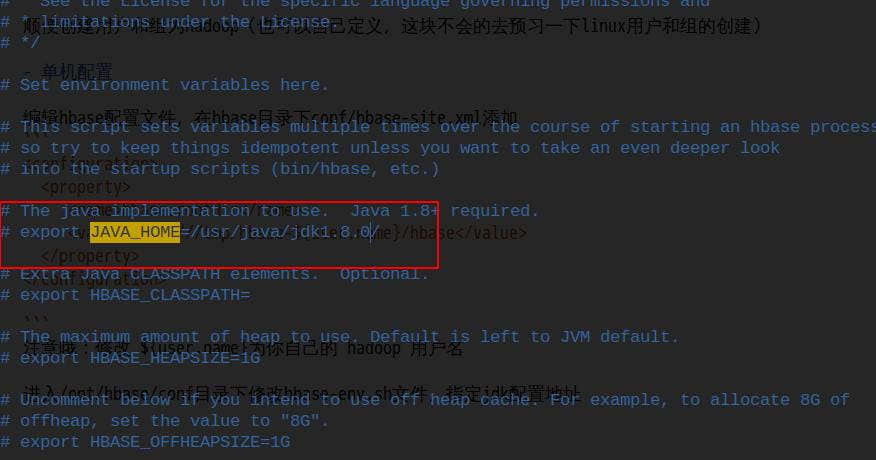 # See the License for the specific language governing permissions and
顺便创建用户和组为hadoop（也可以自己定义，这块不会的去预习一下linux用户和组的创建）
# * limitations under the License.
# */
- 单机配置
# Set environment variables here.
编辑hbase配置文件，在hbase目录下conf/hbase-site.xml添加
# This script sets variables multiple times over the course of starting an hbase process
```
# so try to keep things idempotent unless you want to take an even deeper look
<configuration>
# into the startup scripts (bin/hbase, etc.)
<property>
# The java implementation to use.  Java 1.8+ required.
# export JAVA_HOME=/usr/java/jdk1.8.0/
name}/hbase</value>
</property>
# Extra Java CLASSPATH elements.  Optional.
</configuration>
# export HBASE_CLASSPATH=
```
# The maximum amount of heap to use. Default is left to JVM default.
注意哦：修改 ${user.name}为你自己的 hadoop 用户名
# export HBASE_HEAPSIZE=1G
进入/opt/hbase/conf目录下修改hbase-env.sh文件，指定jdk配置地址
# Uncomment below if you intend to use off heap cache. For example, to allocate 8G of
# offheap, set the value to "8G".
# export HBASE_OFFHEAPSIZE=1G